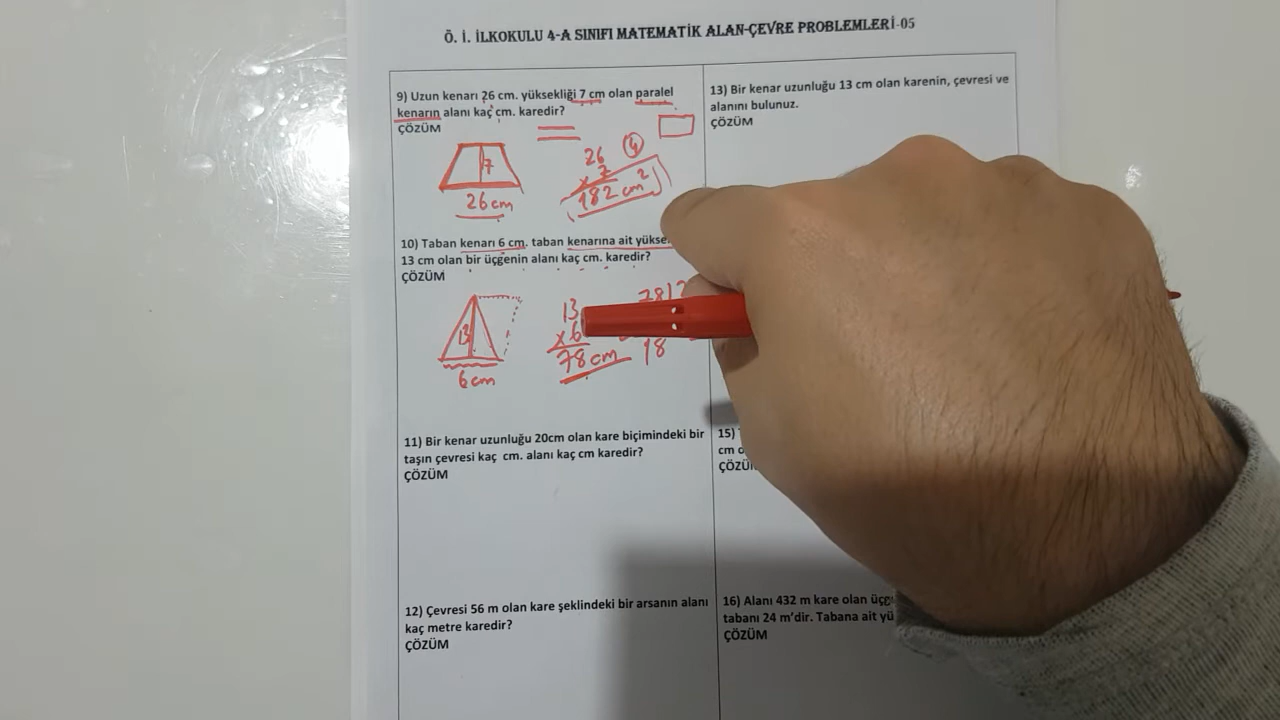 Ö. İ. İLKOKULU 4-A SINIFI MATEMATİK ALAN-ÇEVRE PROBLEMLERİ-05
9) Uzun kenarı 26 cm. yüksekliği 7 cm olan paralel
kenarın alanı kaç cm. karedir?
ÇÖZÜM
7
26 cm
26
x 7
182 cm²
4
10) Taban kenarı 6 cm. taban kenarına ait
13 cm olan bir üçgenin alanı kaç cm. karedir?
ÇÖZÜM
13
6 cm
13
x 6
78 cm
78
18
11) Bir kenar uzunluğu 20cm olan kare biçimindeki bir
taşın çevresi kaç cm. alanı kaç cm karedir?
ÇÖZÜM
12) Çevresi 56 m olan kare şeklindeki bir arsanın alanı
kaç metre karedir?
ÇÖZÜM
13) Bir kenar uzunluğu 13 cm olan karenin, çevresi ve
alanını bulunuz.
ÇÖZÜM
15)
cm
16) Alanı 432 m kare olan
tabanı 24 m'dir. Tabana ait
ÇÖZÜM